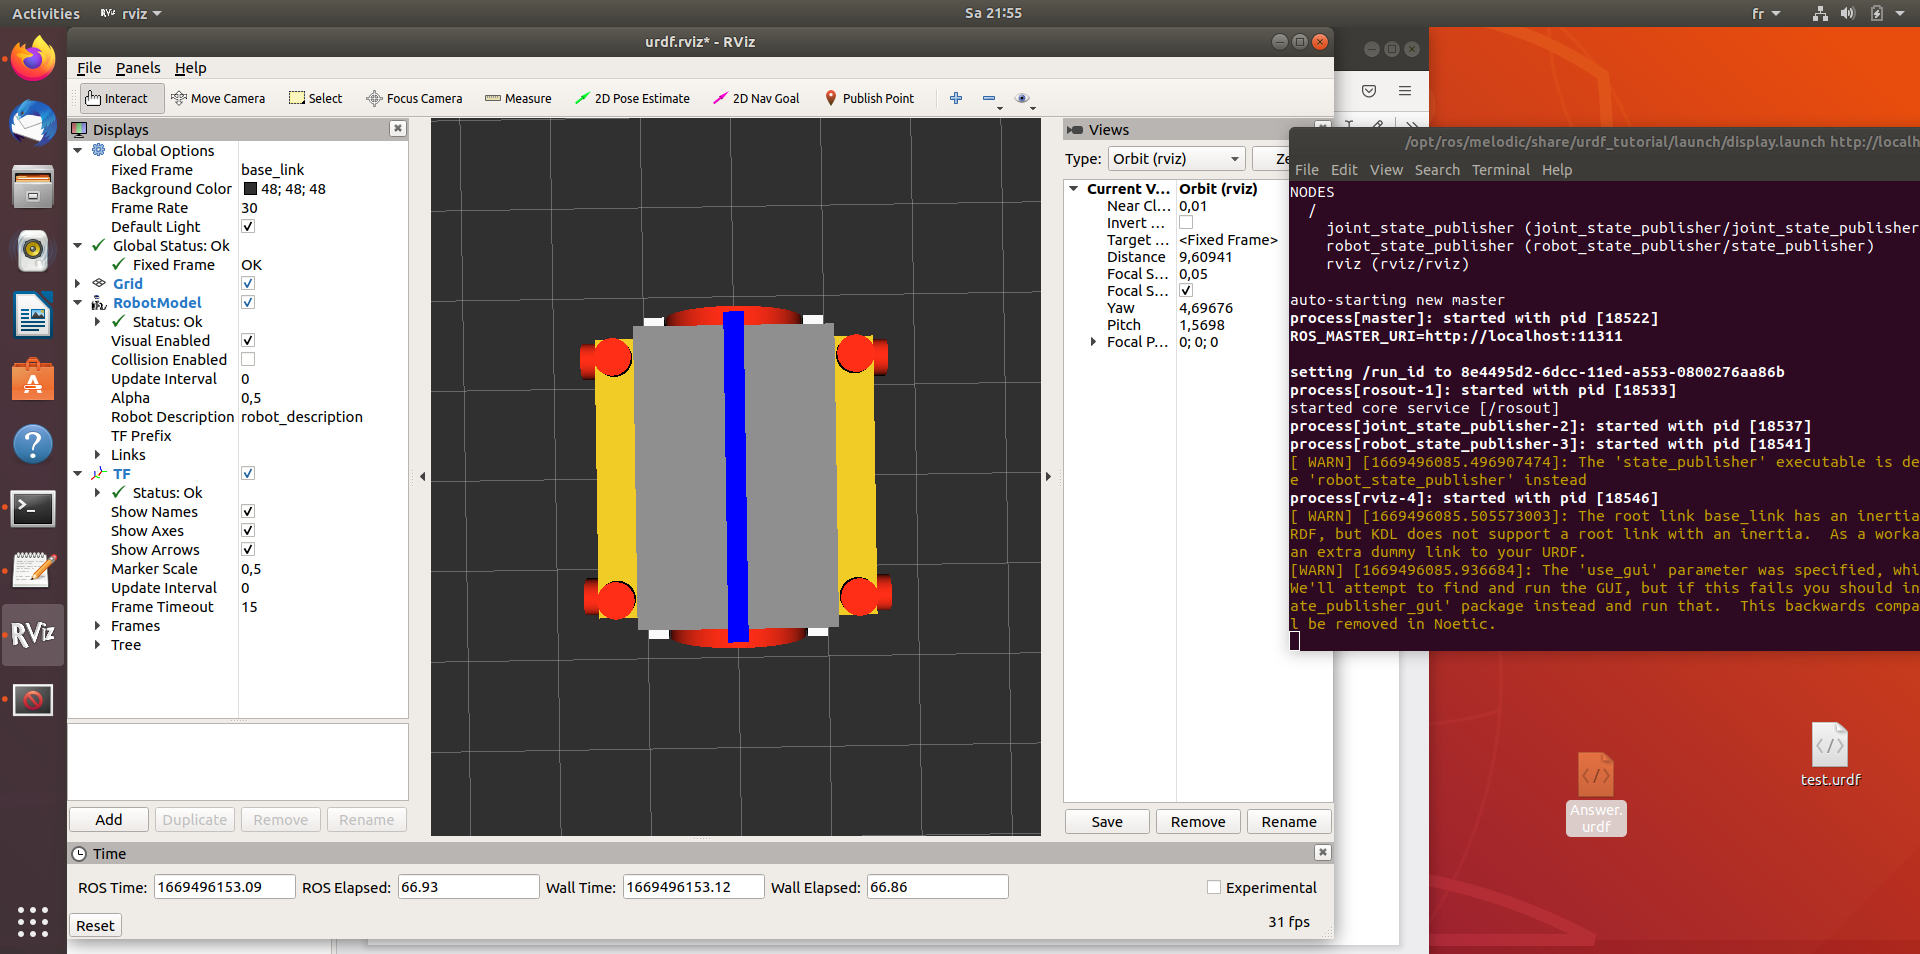 Activities
RViz rviz
Sa 21:55
fr
urdf.rviz* - RViz
File Panels Help
Interact Move Camera Select Focus Camera Measure 2D Pose Estimate 2D Nav Goal Publish Point
Displays
Global Options
Fixed Frame base_link
Background Color 48; 48; 48
Frame Rate 30
Default Light
Global Status: Ok
Fixed Frame OK
Grid
RobotModel
Status: Ok
Visual Enabled
Collision Enabled
Update Interval 0
Alpha 0,5
Robot Description robot_description
TF Prefix
Links
TF
Status: Ok
Show Names
Show Axes
Show Arrows
Marker Scale 0,5
Update Interval 0
Frame Timeout 15
Frames
Tree
Add Duplicate Remove Rename
Views
Type: Orbit (rviz) Ze
Current V... Orbit (rviz)
Near Cl... 0,01
Invert ...
Target ... <Fixed Frame>
Distance 9,60941
Focal S... 0,05
Focal S...
Yaw 4,69676
Pitch 1,5698
Focal P... 0; 0; 0
Save Remove Rename
Time
ROS Time: 1669496153.09 ROS Elapsed: 66.93 Wall Time: 1669496153.12 Wall Elapsed: 66.86 Experimental
Reset
31 fps
/opt/ros/melodic/share/urdf_tutorial/launch/display.launch http://localh
File Edit View Search Terminal Help
NODES
/
joint_state_publisher (joint_state_publisher/joint_state_publisher
robot_state_publisher (robot_state_publisher/state_publisher)
rviz (rviz/rviz)
auto-starting new master
process[master]: started with pid [18522]
ROS_MASTER_URI=http://localhost:11311
setting /run_id to 8e4495d2-6dcc-11ed-a553-0800276aa86b
process[rosout-1]: started with pid [18533]
started core service [/rosout]
process[joint_state_publisher-2]: started with pid [18537]
process[robot_state_publisher-3]: started with pid [18541]
[ WARN] [1669496085.496907474]: The 'state_publisher' executable is de
e 'robot_state_publisher' instead
process[rviz-4]: started with pid [18546]
[ WARN] [1669496085.505573003]: The root link base_link has an inertia
RDF, but KDL does not support a root link with an inertia.  As a worka
an extra dummy link to your URDF.
[WARN] [1669496085.936684]: The 'use_gui' parameter was specified, whi
We'll attempt to find and run the GUI, but if this fails you should in
ate_publisher_gui' package instead and run that.  This backwards compa
l be removed in Noetic.
test.urdf
Answer.
urdf
RViz